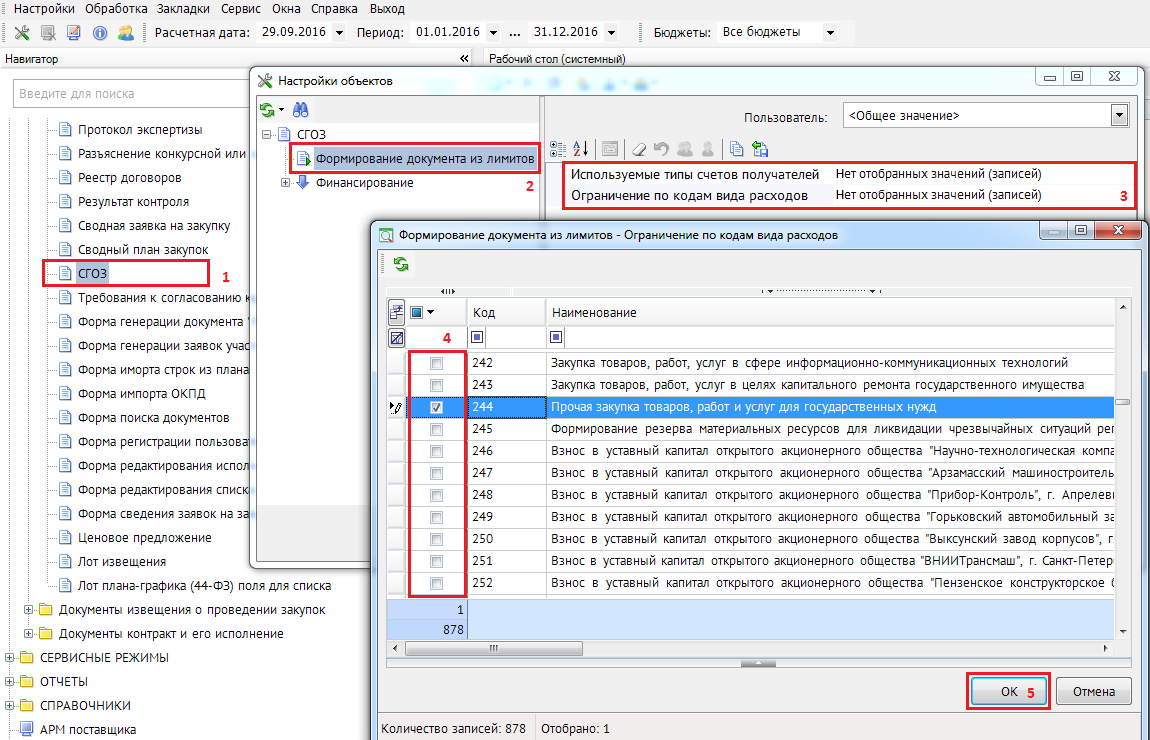 Настройки Обработка Закладки Сервис Окна Справка Выход
Расчетная дата: 29.09.2016 Период: 01.01.2016 ... 31.12.2016 Бюджеты: Все бюджеты
Навигатор
Рабочий стол (системный)
Введите для поиска
Протокол экспертизы
Разъяснение конкурсной или
Реестр договоров
Результат контроля
Сводная заявка на закупку
Сводный план закупок
СГОЗ
1
Требования к согласованию к
Форма генерации документа "
Форма генерации заявок учас
Форма иморта строк из плана
Форма импорта ОКПД
Форма поиска документов
Форма регистрации пользоват
Форма редактирования испол
Форма редактирования списка
Форма сведения заявок на за
Ценовое предложение
Лот извещения
Лот плана-графика (44-ФЗ) поля для списка
Документы извещения о проведении закупок
Документы контракт и его исполнение
СЕРВИСНЫЕ РЕЖИМЫ
ОТЧЕТЫ
СПРАВОЧНИКИ
АРМ поставщика
Настройки объектов
СГОЗ
Формирование документа из лимитов
Финансирование
2
Пользователь: <Общее значение>
Используемые типы счетов получателей Нет отобранных значений (записей)
Ограничение по кодам вида расходов Нет отобранных значений (записей)
3
Формирование документа из лимитов - Ограничение по кодам вида расходов
Код Наименование
4
242 Закупка товаров, работ, услуг в сфере информационно-коммуникационных технологий
243 Закупка товаров, работ, услуг в целях капитального ремонта государственного имущества
244 Прочая закупка товаров, работ и услуг для государственных нужд
245 Формирование резерва материальных ресурсов для ликвидации чрезвычайных ситуаций рег
246 Взнос в уставный капитал открытого акционерного общества "Научно-технологическая компа
247 Взнос в уставный капитал открытого акционерного общества "Арзамасский машиностроитель
248 Взнос в уставный капитал открытого акционерного общества "Прибор-Контроль", г. Апрелевк
249 Взнос в уставный капитал открытого акционерного общества "Горьковский автомобильный за
250 Взнос в уставный капитал открытого акционерного общества "Выксунский завод корпусов", г.
251 Взнос в уставный капитал открытого акционерного общества "ВНИИТрансмаш", г. Санкт-Петер
252 Взнос в уставный капитал открытого акционерного общества "Пензенское конструкторское б
1
878
OK 5 Отмена
Количество записей: 878 Отобрано: 1